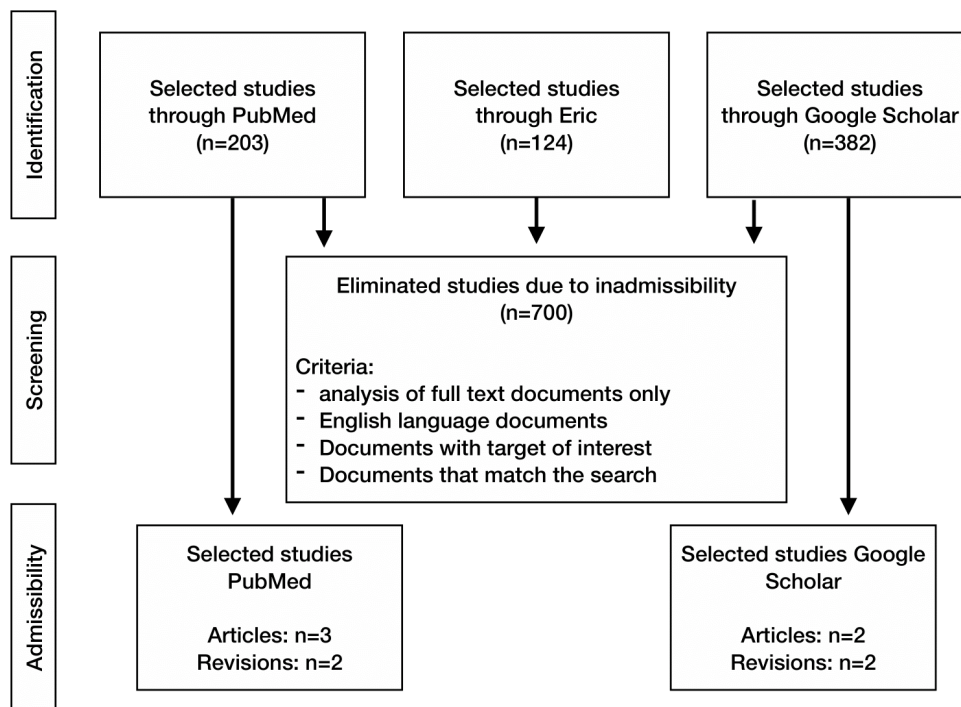 Identification
Selected studies
through PubMed
(n=203)
Selected studies
through Eric
(n=124)
Selected studies
through Google Scholar
(n=382)
Screening
Eliminated studies due to inadmissibility
(n=700)
Criteria:
- analysis of full text documents only
- English language documents
- Documents with target of interest
- Documents that match the search
Admissibility
Selected studies
PubMed
Articles: n=3
Revisions: n=2
Selected studies Google
Scholar
Articles: n=2
Revisions: n=2